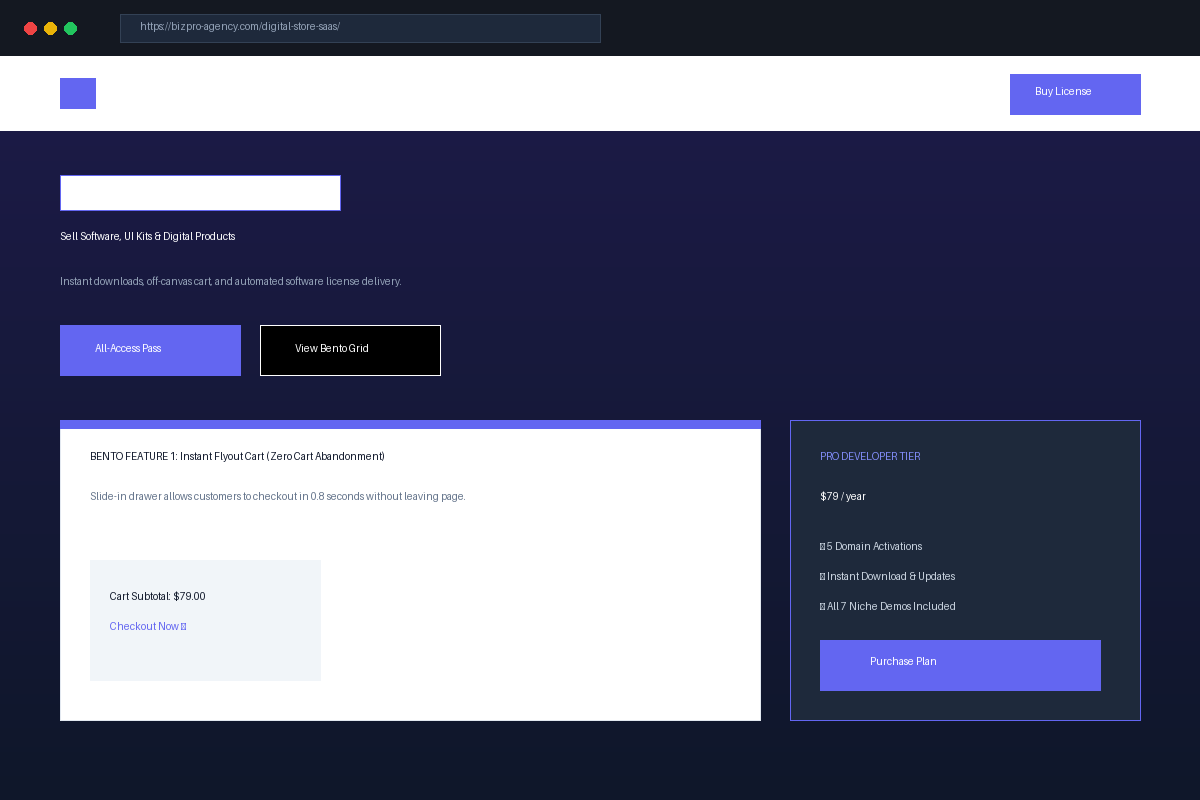 https://bizpro-agency.com/digital-store-saas/
Buy License
Sell Software, UI Kits & Digital Products
Instant downloads, off-canvas cart, and automated software license delivery.
All-Access Pass
View Bento Grid
BENTO FEATURE 1: Instant Flyout Cart (Zero Cart Abandonment)
Slide-in drawer allows customers to checkout in 0.8 seconds without leaving page.
Cart Subtotal: $79.00
Checkout Now
PRO DEVELOPER TIER
$79 / year
5 Domain Activations
Instant Download & Updates
All 7 Niche Demos Included
Purchase Plan